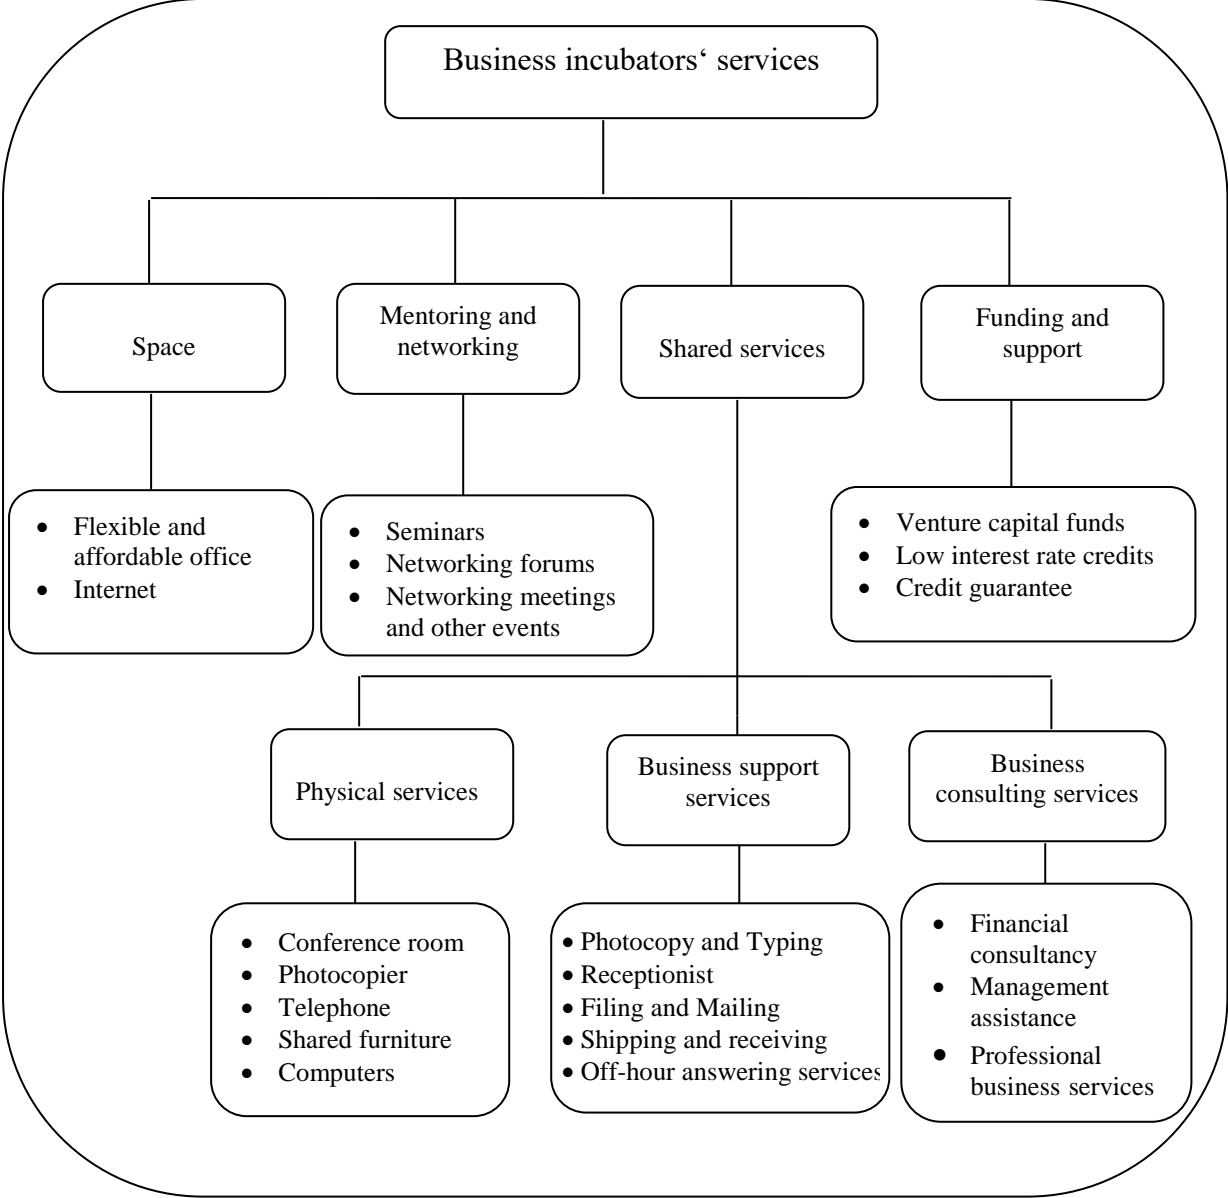 Business incubators‘ services
Space
Mentoring and
networking
Shared services
Funding and
support
• Flexible and
affordable office
• Internet
• Seminars
• Networking forums
• Networking meetings
and other events
• Venture capital funds
• Low interest rate credits
• Credit guarantee
Physical services
Business support
services
Business
consulting services
• Conference room
• Photocopier
• Telephone
• Shared furniture
• Computers
• Photocopy and Typing
• Receptionist
• Filing and Mailing
• Shipping and receiving
• Off-hour answering services
• Financial
consultancy
• Management
assistance
• Professional
business services